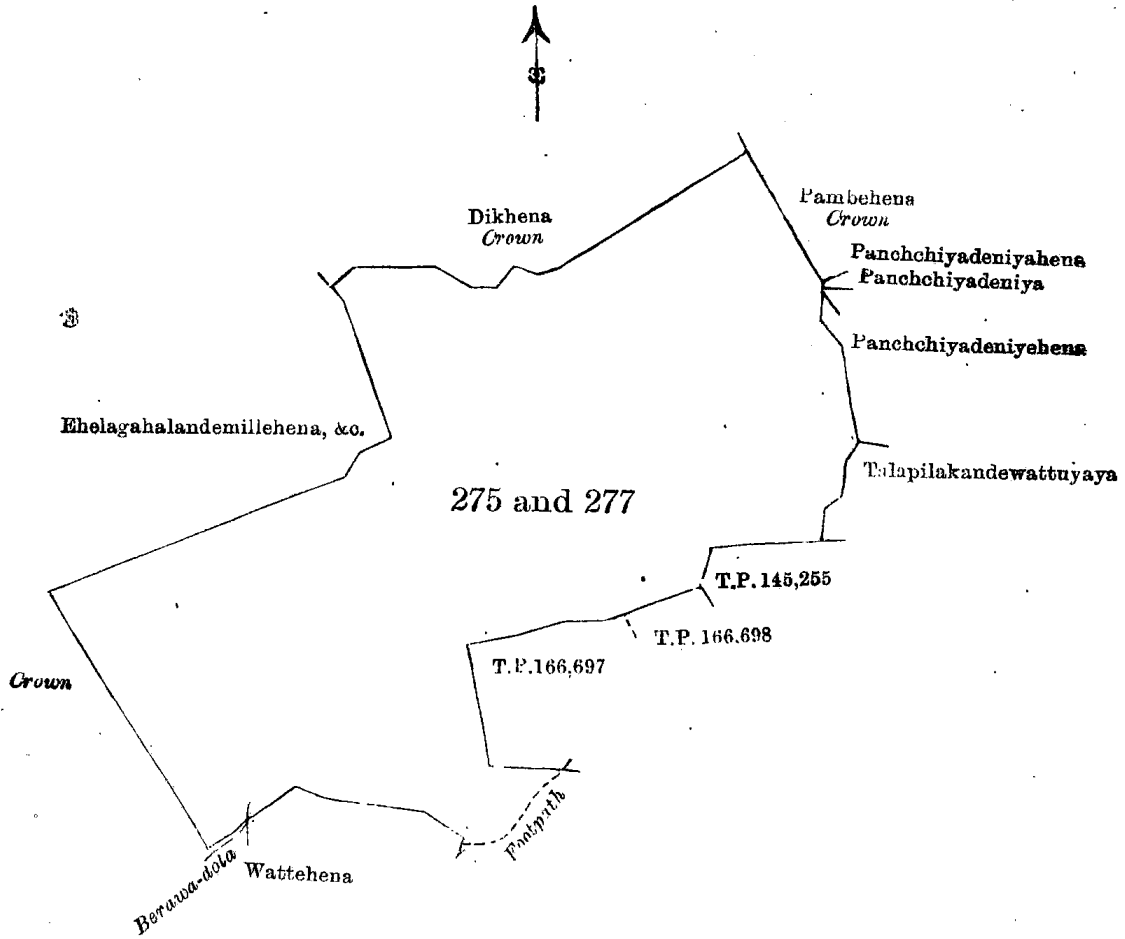 Pambehena
Crown
Dikhena
Crown
Panchchiyadeniyahena
Panchchiyadeniya
Panchchiyadeniyehena
Ehelagahalandemillehena, &c.
Talapilakandewattuyaya
275 and 277
T.P. 145,255
T.P. 166,698
T.P. 166,697
Crown
Footpath
Wattehena
Berawa-dola